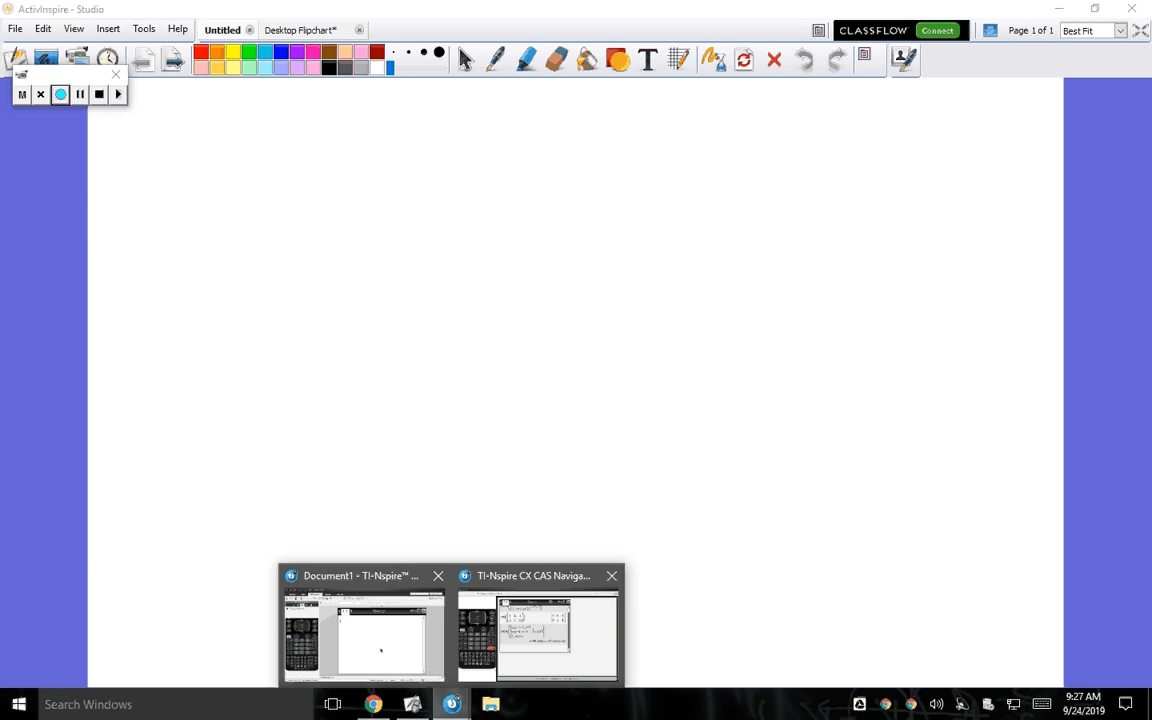 ActivInspire - Studio
File Edit View Insert Tools Help Untitled Desktop Flipchart* CLASSFLOW Connect Page 1 of 1 Best Fit
M
T
Document1 - TI-Nspire™ ... TI-Nspire CX CAS Naviga...
Search Windows
9:27 AM
9/24/2019